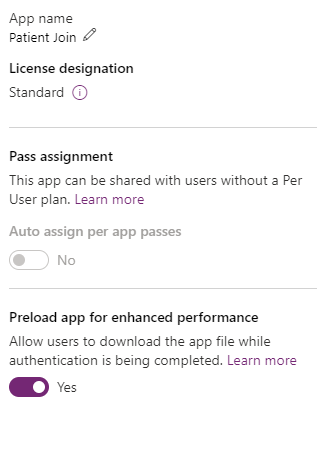 App name
Patient Join
License designation
Standard
Pass assignment
This app can be shared with users without a Per
User plan. Learn more
Auto assign per app passes
No
Preload app for enhanced performance
Allow users to download the app file while
authentication is being completed. Learn more
Yes